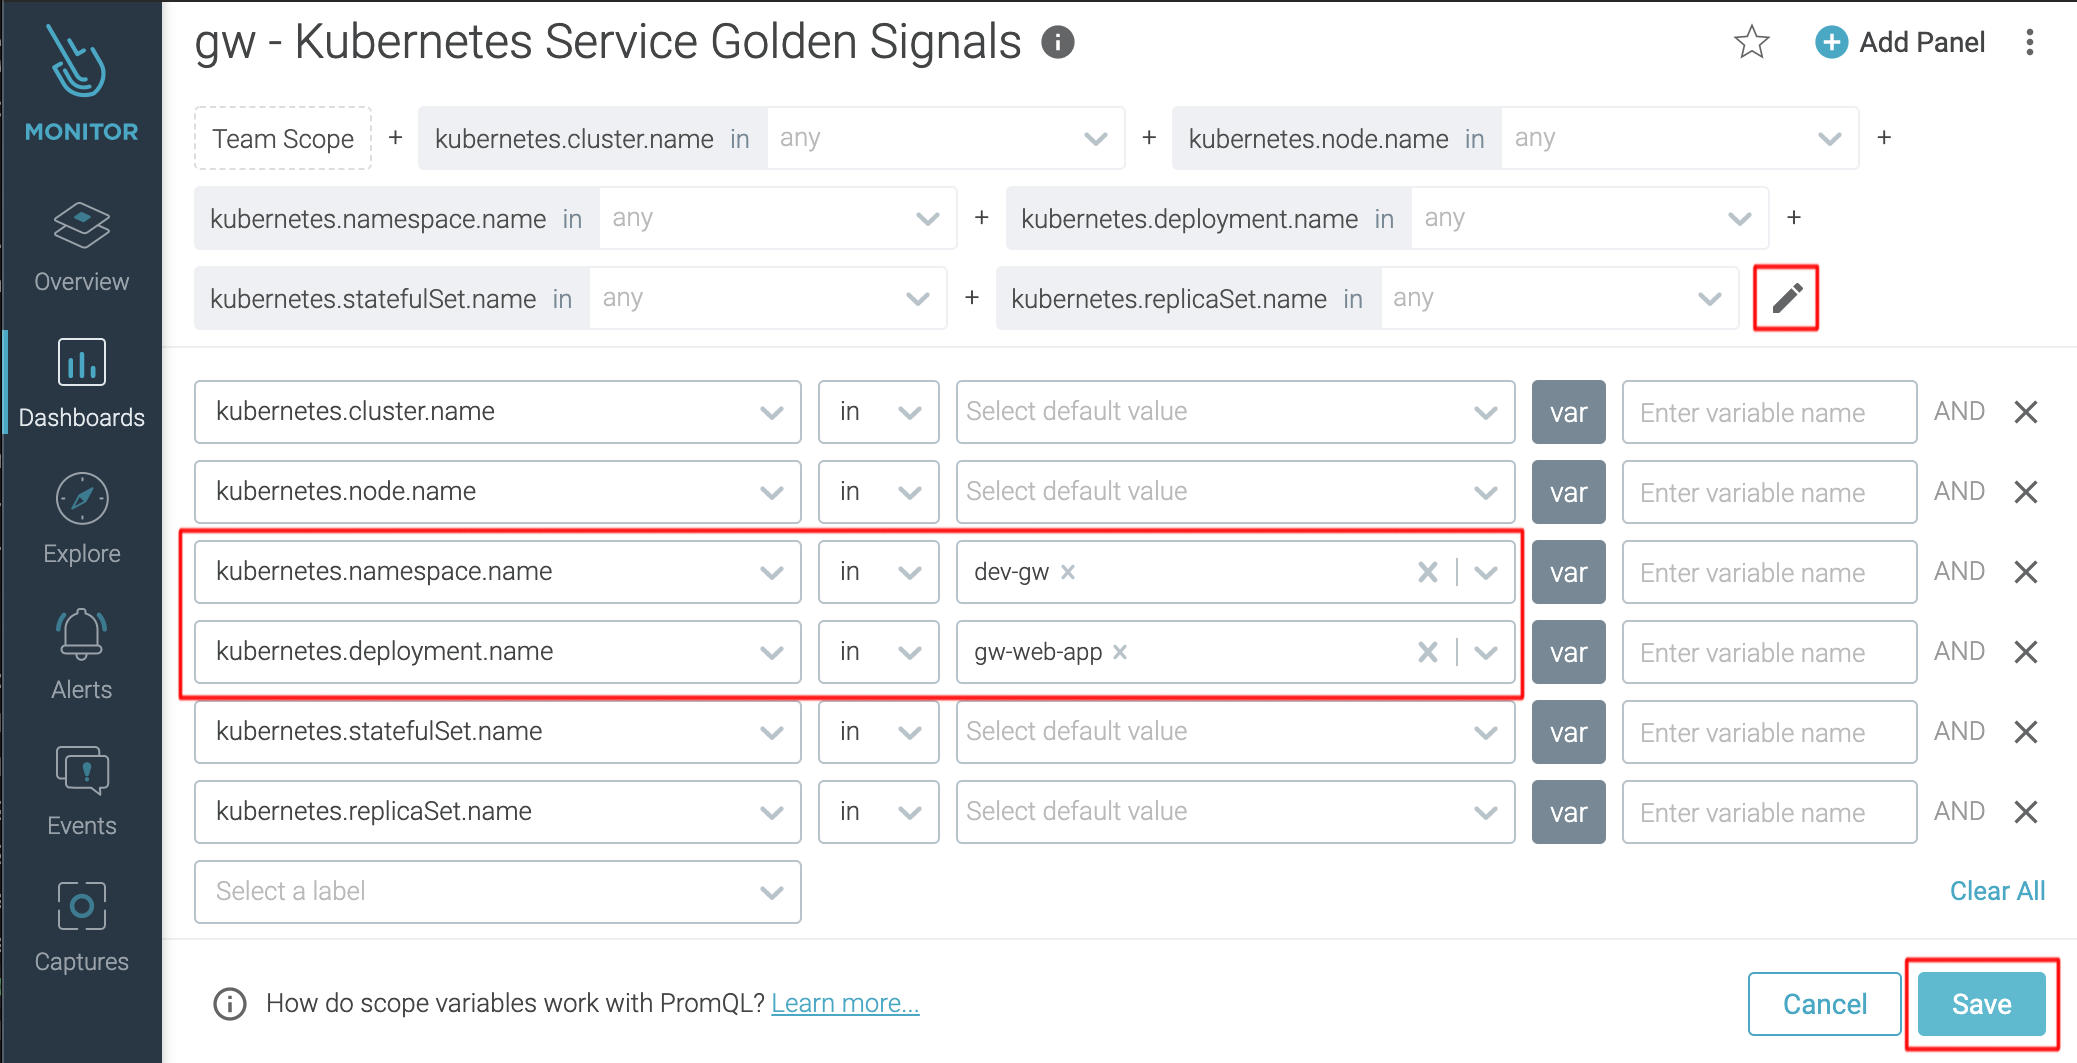 gw - Kubernetes Service Golden Signals
Add Panel
MONITOR
Overview
Dashboards
Explore
Alerts
Events
Captures
Team Scope + kubernetes.cluster.name in any + kubernetes.node.name in any +
kubernetes.namespace.name in any + kubernetes.deployment.name in any +
kubernetes.statefulSet.name in any + kubernetes.replicaSet.name in any
kubernetes.cluster.name in Select default value var Enter variable name AND
kubernetes.node.name in Select default value var Enter variable name AND
kubernetes.namespace.name in dev-gw var Enter variable name AND
kubernetes.deployment.name in gw-web-app var Enter variable name AND
kubernetes.statefulSet.name in Select default value var Enter variable name AND
kubernetes.replicaSet.name in Select default value var Enter variable name AND
Select a label
Clear All
How do scope variables work with PromQL? Learn more...
Cancel
Save